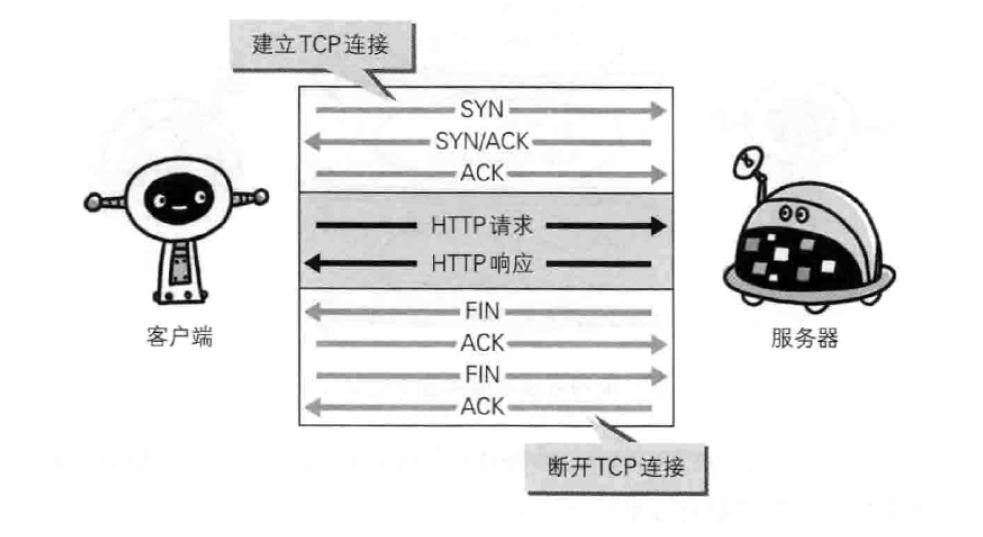 建立TCP连接
SYN
SYN/ACK
ACK
HTTP请求
HTTP响应
FIN
ACK
FIN
ACK
客户端
服务器
断开TCP连接